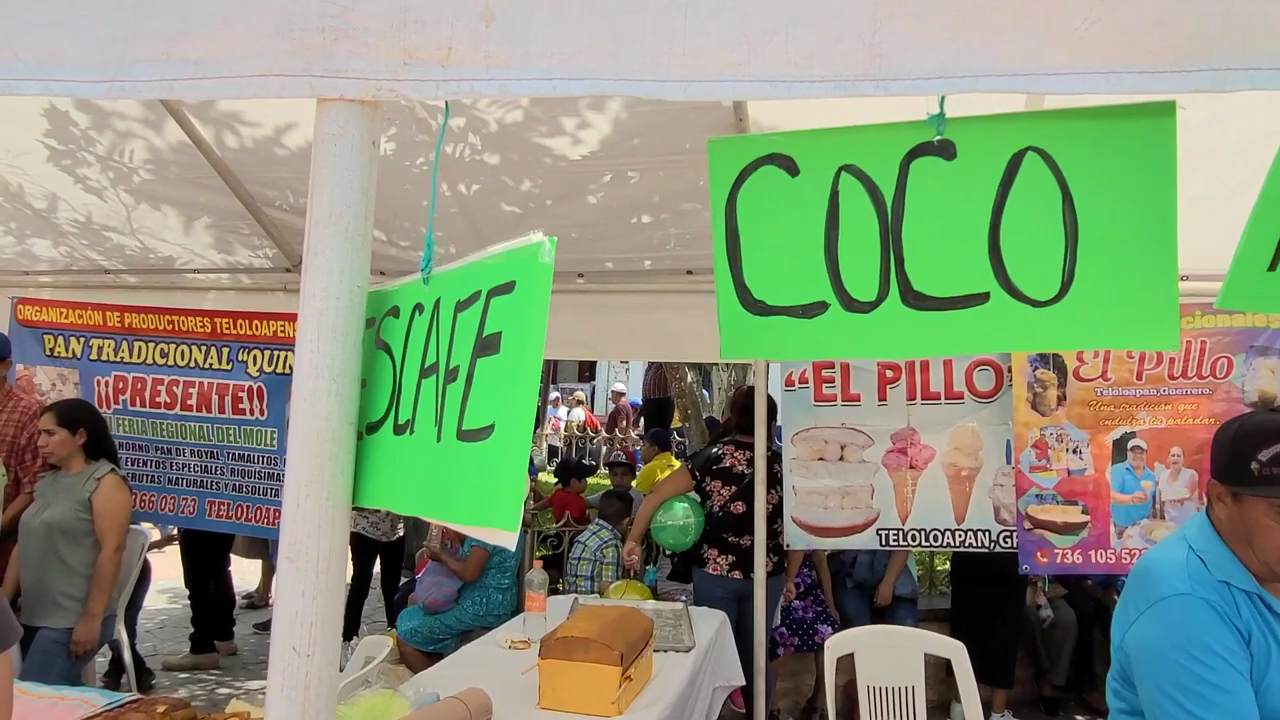 ORGANIZACIÓN DE PRODUCTORES TELOLOAPENS
PAN TRADICIONAL “QUIN
¡¡PRESENTE!!
FERIA REGIONAL DEL MOLE
HORNO, PAN DE ROYAL, TAMALITOS,
EVENTOS ESPECIALES, RIQUÍSIMA
FRUTAS NATURALES Y ABSOLUTA
366 03 73 TELOLOAP
ESCAFE
COCO
“EL PILLO”
TELOLOAPAN, GR
cionales
El Pillo
Teloloapan, Guerrero.
Una tradición que
endulza tu paladar.
736 105 52